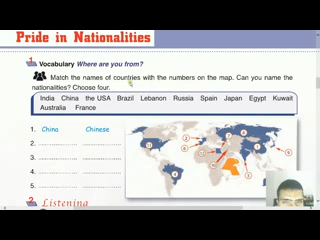 Pride in Nationalities
1 Vocabulary Where are you from?
Match the names of countries with the numbers on the map. Can you name the
nationalities? Choose four.
India China the USA Brazil Lebanon Russia Spain Japan Egypt Kuwait
Australia France
1. China Chinese
2. .................... ....................
3. .................... ....................
4. .................... ....................
5. .................... ....................
2 Listening